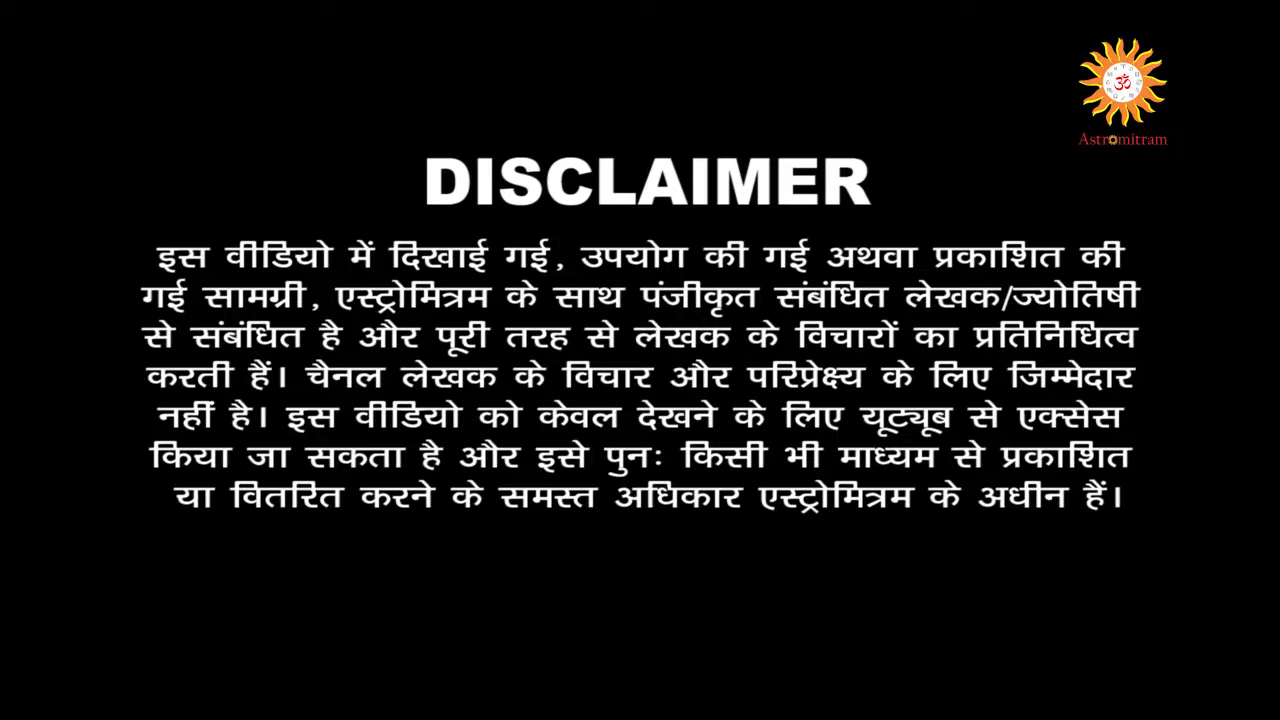 Astromitram
DISCLAIMER
इस वीडियो में दिखाई गई, उपयोग की गई अथवा प्रकाशित की
गई सामग्री, एस्ट्रोमित्रम के साथ पंजीकृत संबंधित लेखक/ज्योतिषी
से संबंधित है और पूरी तरह से लेखक के विचारों का प्रतिनिधित्व
करती हैं। चैनल लेखक के विचार और परिप्रेक्ष्य के लिए जिम्मेदार
नहीं है। इस वीडियो को केवल देखने के लिए यूट्यूब से एक्सेस
किया जा सकता है और इसे पुनः किसी भी माध्यम से प्रकाशित
या वितरित करने के समस्त अधिकार एस्ट्रोमित्रम के अधीन हैं।